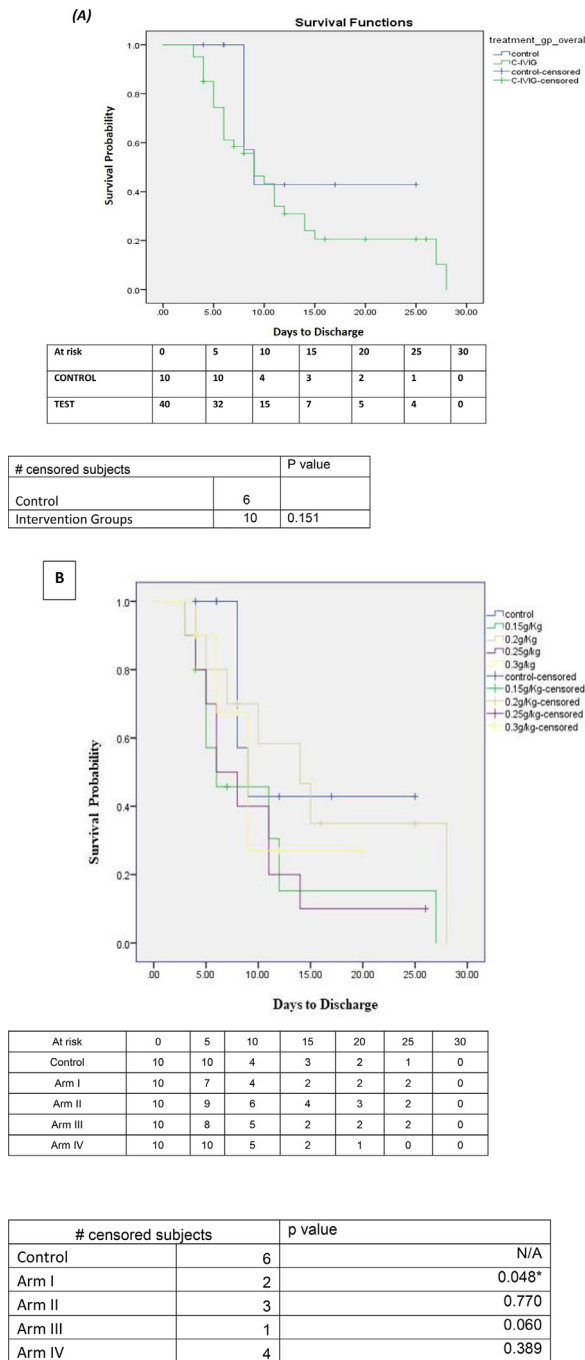 (A)
Survival Functions
treatment_gp_overal
control
C-IVIG
control-censored
C-IVIG-censored
Survival Probability
1.0
0.8
0.6
0.4
0.2
0.0
.00 5.00 10.00 15.00 20.00 25.00 30.00
Days to Discharge
At risk 0 5 10 15 20 25 30
CONTROL 10 10 4 3 2 1 0
TEST 40 32 15 7 5 4 0
# censored subjects P value
Control 6
Intervention Groups 10 0.151
B
control
0.15g/Kg
0.2g/Kg
0.25g/kg
0.3g/kg
control-censored
0.15g/Kg-censored
0.2g/Kg-censored
0.25g/kg-censored
0.3g/kg-censored
Survival Probability
1.0
0.8
0.6
0.4
0.2
0.0
.00 5.00 10.00 15.00 20.00 25.00 30.00
Days to Discharge
At risk 0 5 10 15 20 25 30
Control 10 10 4 3 2 1 0
Arm I 10 7 4 2 2 2 0
Arm II 10 9 6 4 3 2 0
Arm III 10 8 5 2 2 2 0
Arm IV 10 10 5 2 1 0 0
# censored subjects p value
Control 6 N/A
Arm I 2 0.048*
Arm II 3 0.770
Arm III 1 0.060
Arm IV 4 0.389